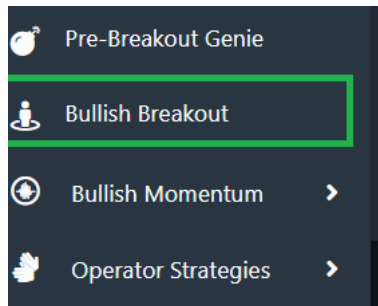 Pre-Breakout Genie
Bullish Breakout
Bullish Momentum
Operator Strategies